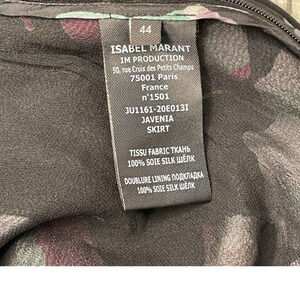 44
ISABEL MARANT
IM PRODUCTION
50, rue Croix des Petits Champs
75001 Paris
France
n°1501
JU1161-20E013I
JAVENIA
SKIRT
TISSU FABRIC ТКАНЬ
100% SOIE SILK ШЁЛК
DOUBLURE LINING ПОДКЛАДКА
100% SOIE SILK ШЁЛК